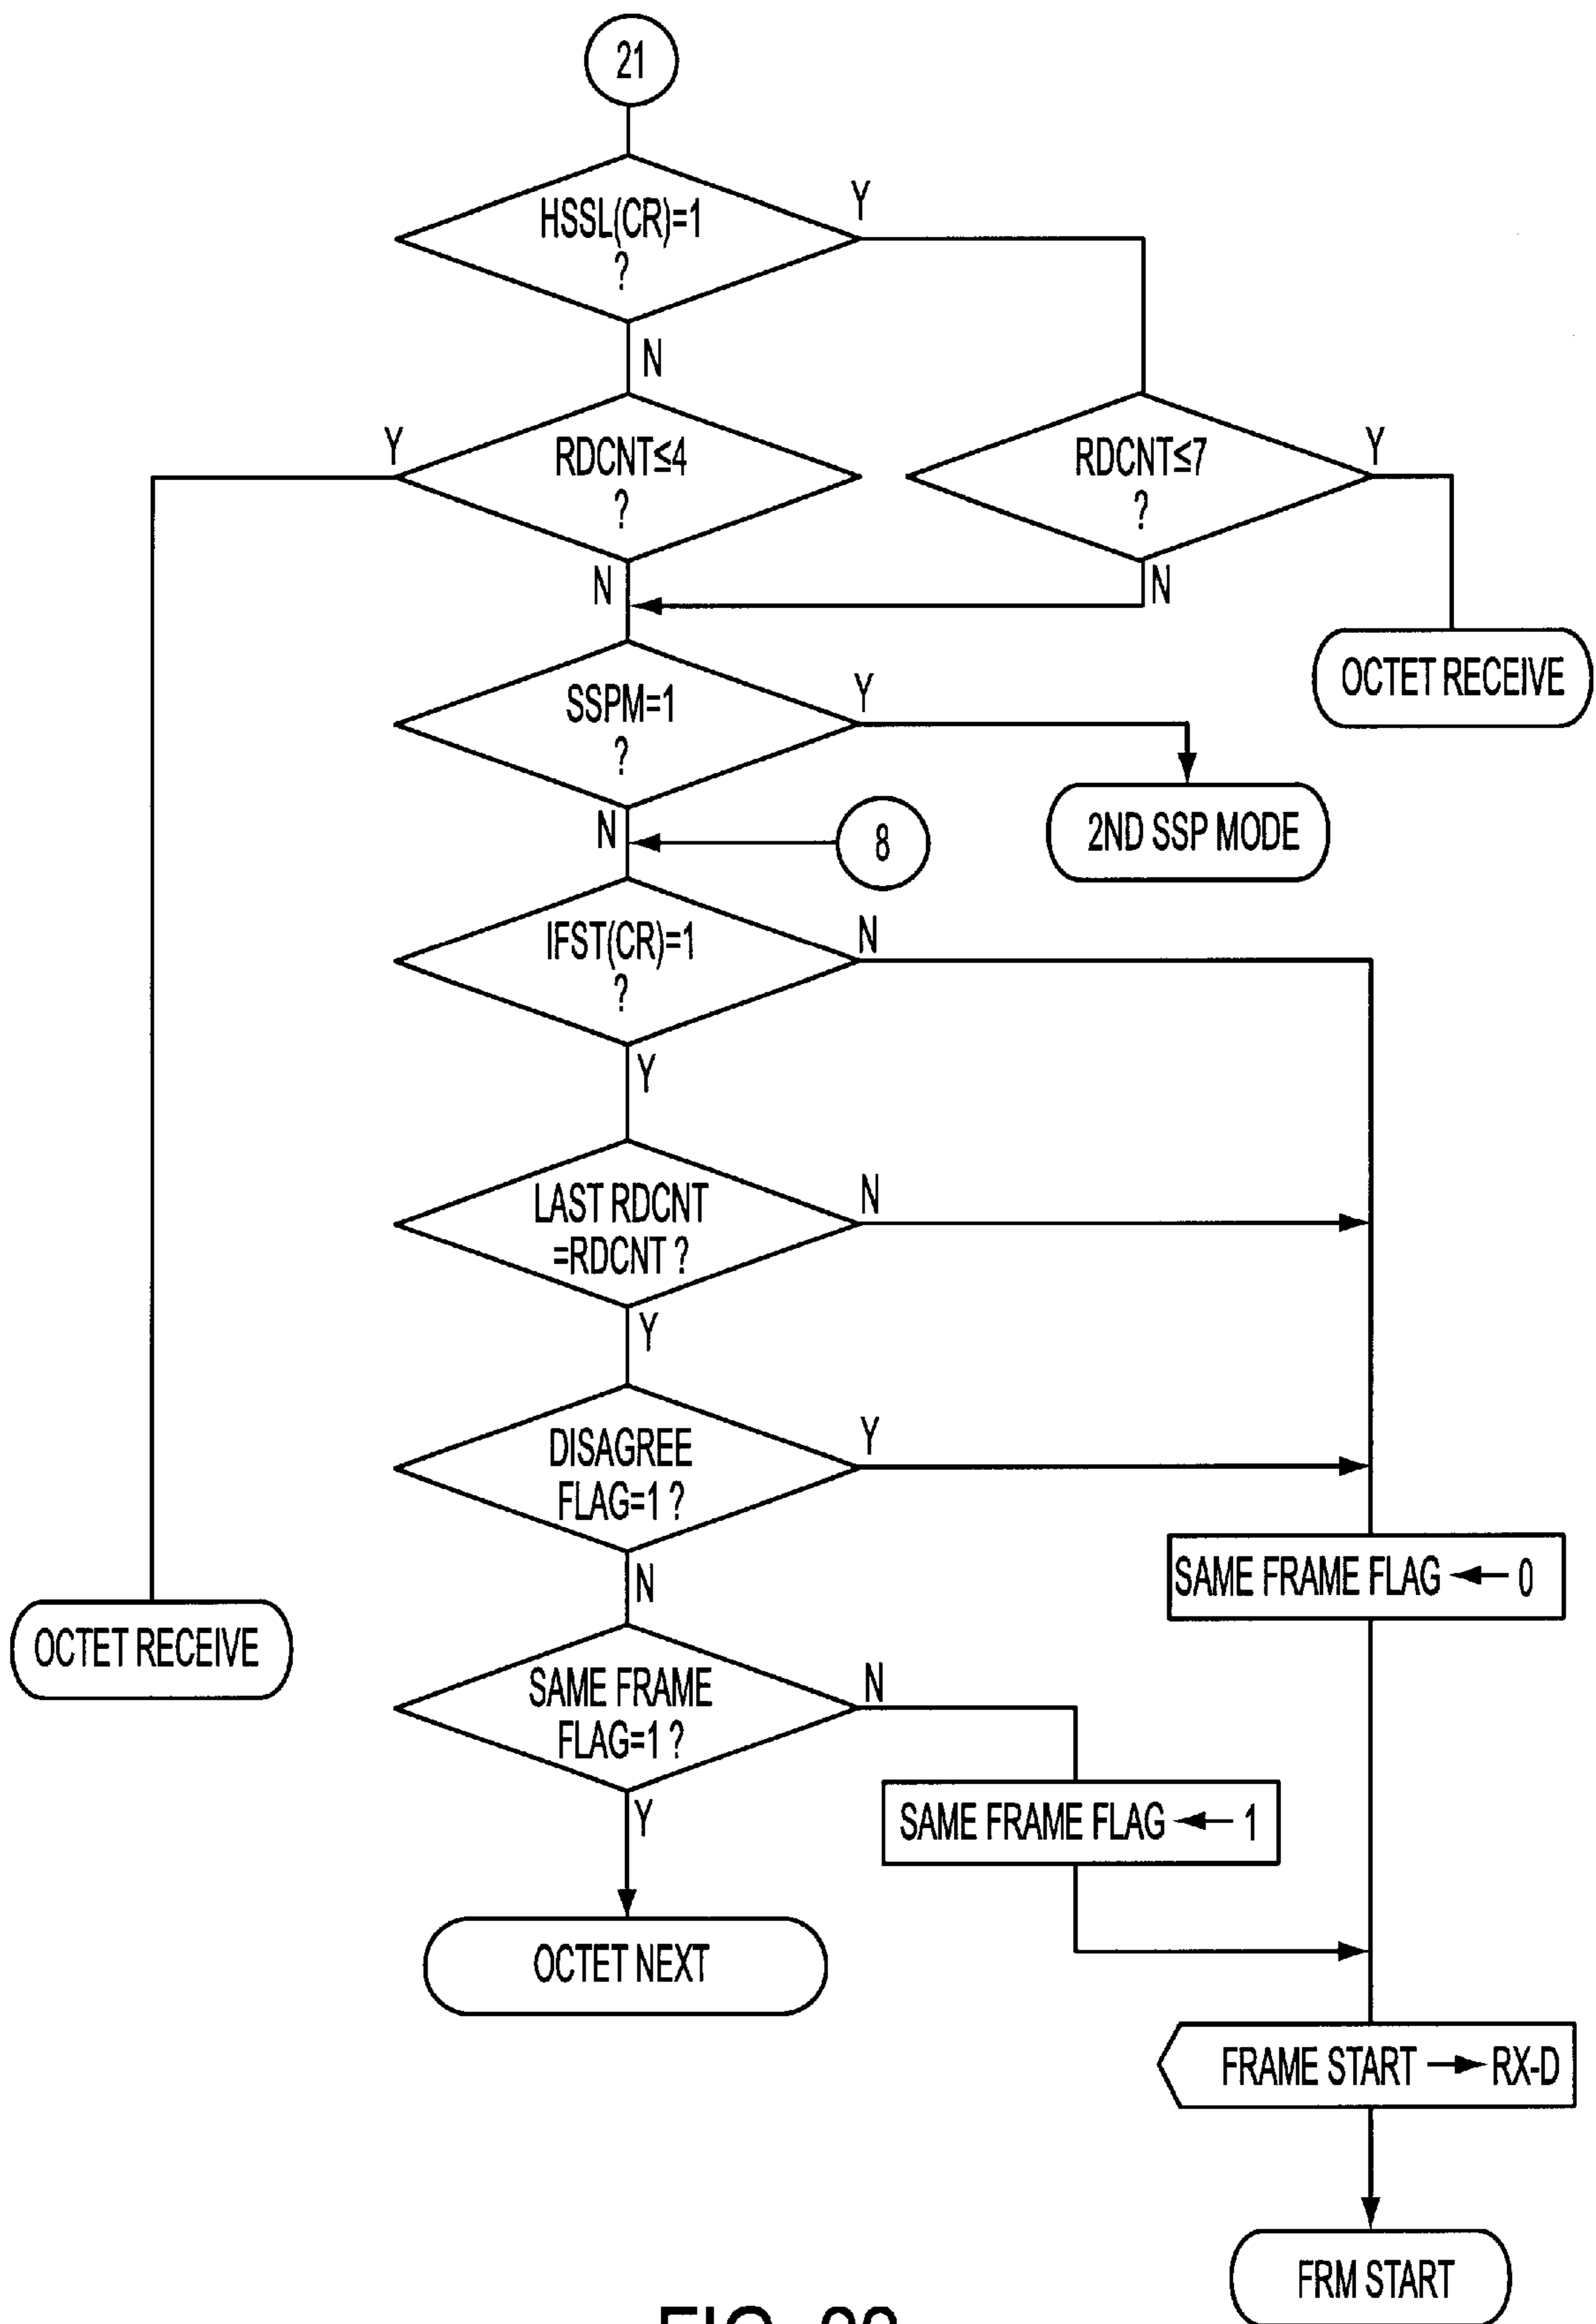 21
HSSL(CR)=1
?
Y
N
Y
RDCNT≤4
?
RDCNT≤7
?
Y
N
N
OCTET RECEIVE
SSPM=1
?
Y
2ND SSP MODE
N
8
IFST(CR)=1
?
N
Y
LAST RDCNT
=RDCNT ?
N
Y
DISAGREE
FLAG=1 ?
Y
N
SAME FRAME FLAG ← 0
OCTET RECEIVE
SAME FRAME
FLAG=1 ?
N
Y
SAME FRAME FLAG ← 1
OCTET NEXT
FRAME START → RX-D
FRM START